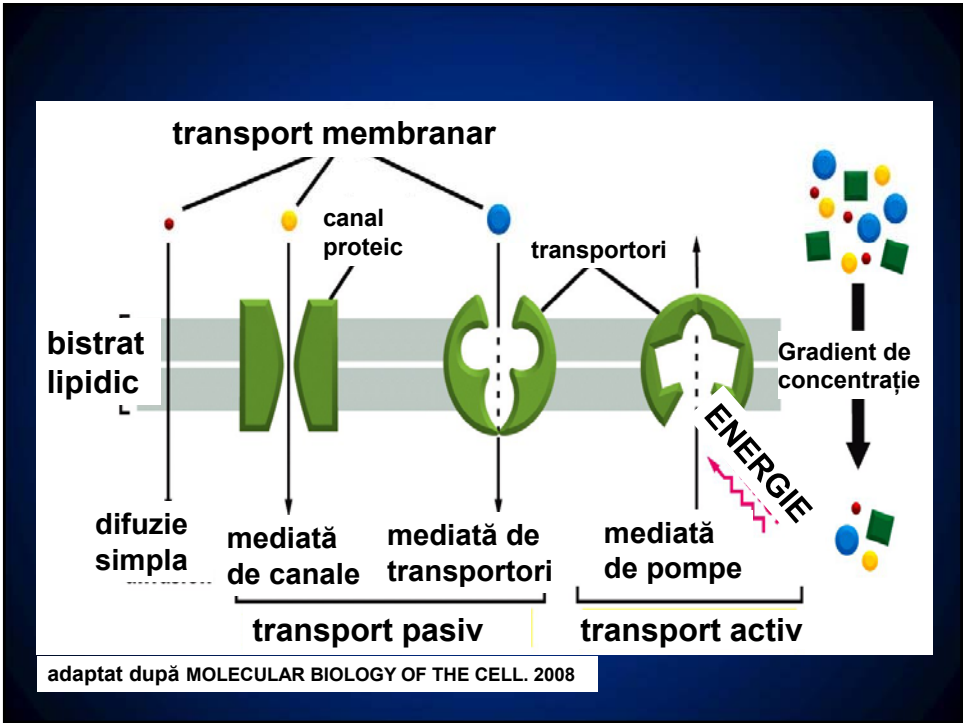 transport membranar
canal
proteic
transportori
bistrat
lipidic
Gradient de
concentrație
ENERGIE
difuzie
simpla
mediată
de canale
mediată de
transportori
mediată
de pompe
transport pasiv
transport activ
adaptat după MOLECULAR BIOLOGY OF THE CELL. 2008